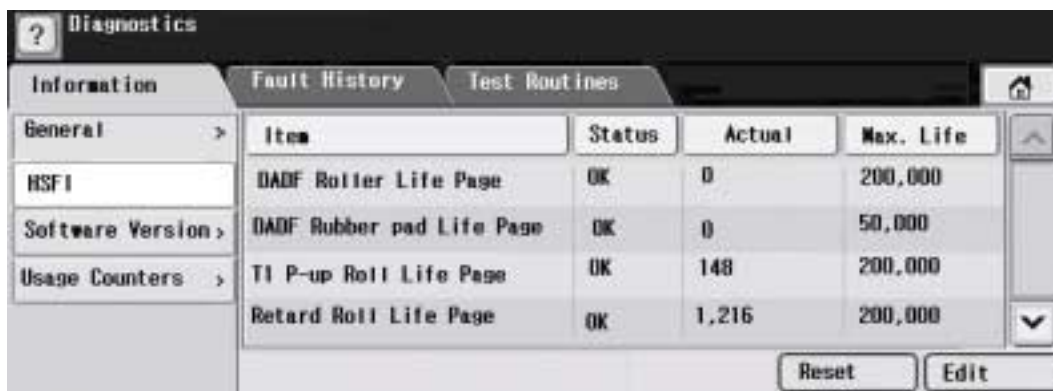 ? Diagnostics
Information Fault History Test Routines
General >
HSFI
Software Version >
Usage Counters >
Item Status Actual Max. Life
DADF Roller Life Page OK 0 200,000
DADF Rubber pad Life Page OK 0 50,000
T1 P-up Roll Life Page OK 148 200,000
Retard Roll Life Page OK 1,216 200,000
Reset Edit